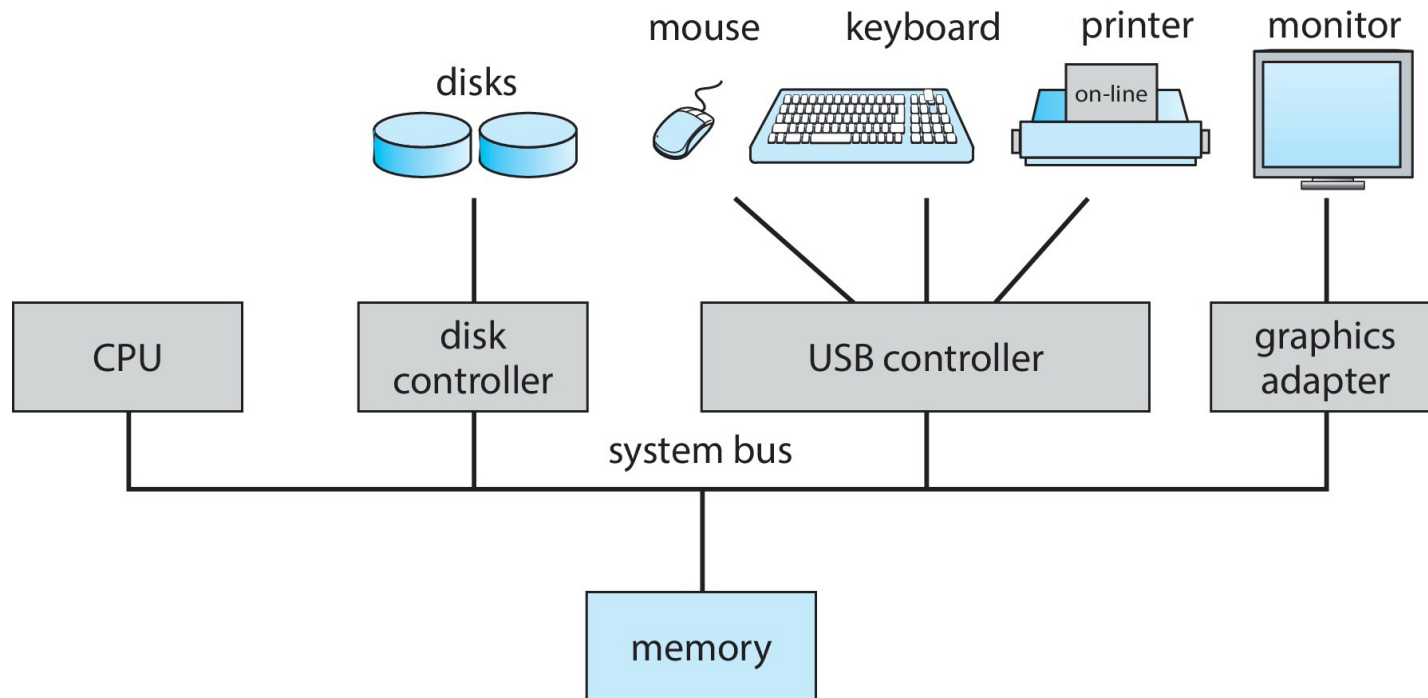 mouse
keyboard
printer
monitor
disks
on-line
CPU
disk
controller
USB controller
graphics
adapter
system bus
memory